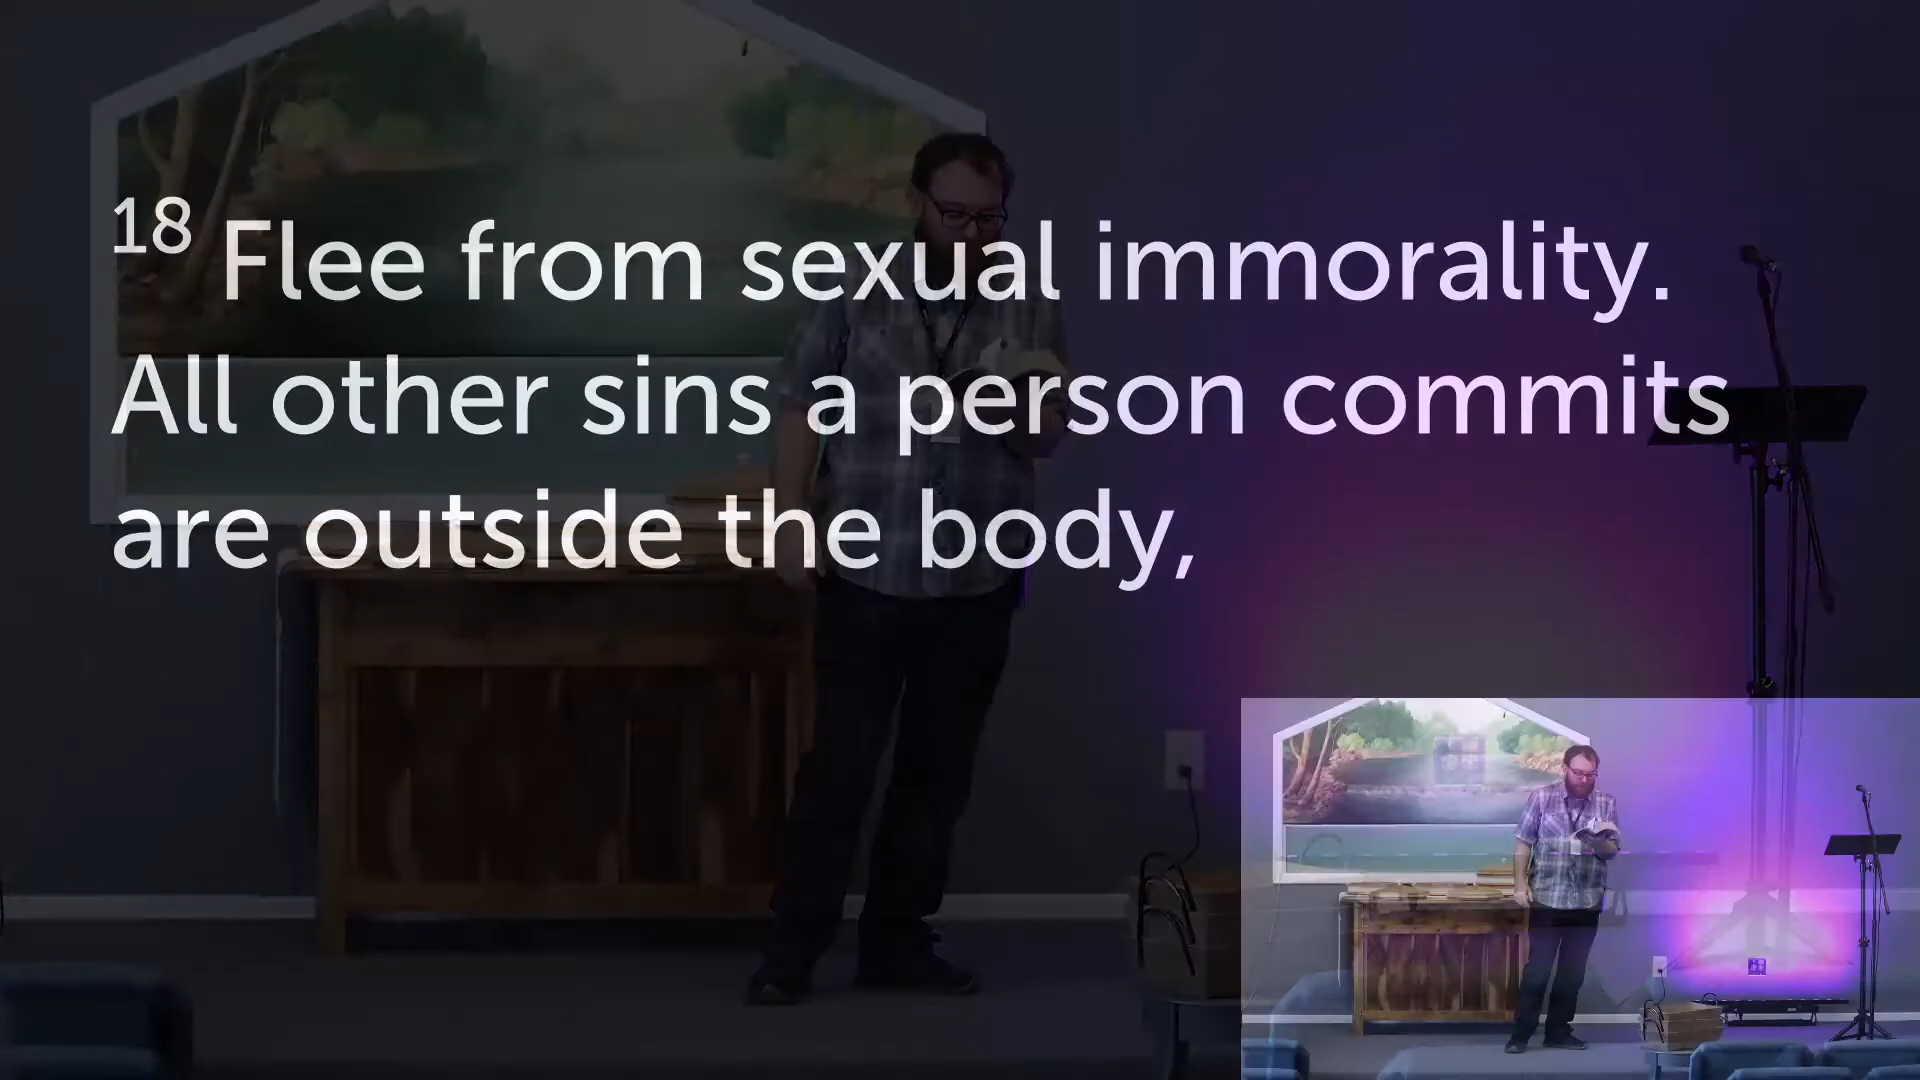 18 Flee from sexual immorality.
All other sins a person commits
are outside the body,